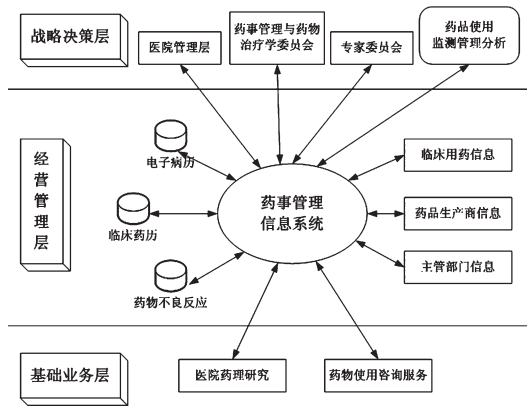 战略决策层
医院管理层
药事管理与药物
治疗学委员会
专家委员会
药品使用
监测管理分析
经
营
管
理
层
电子病历
临床药历
药物不良反应
药事管理
信息系统
临床用药信息
药品生产商信息
主管部门信息
基础业务层
医院药理研究
药物使用咨询服务